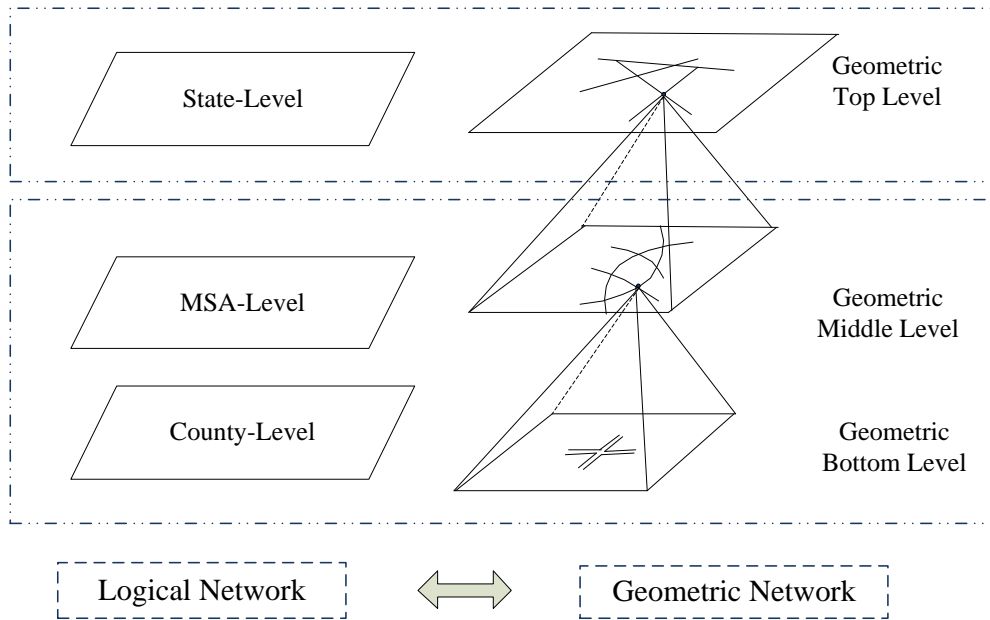 State-Level
Geometric
Top Level
MSA-Level
Geometric
Middle Level
County-Level
Geometric
Bottom Level
Logical Network
Geometric Network